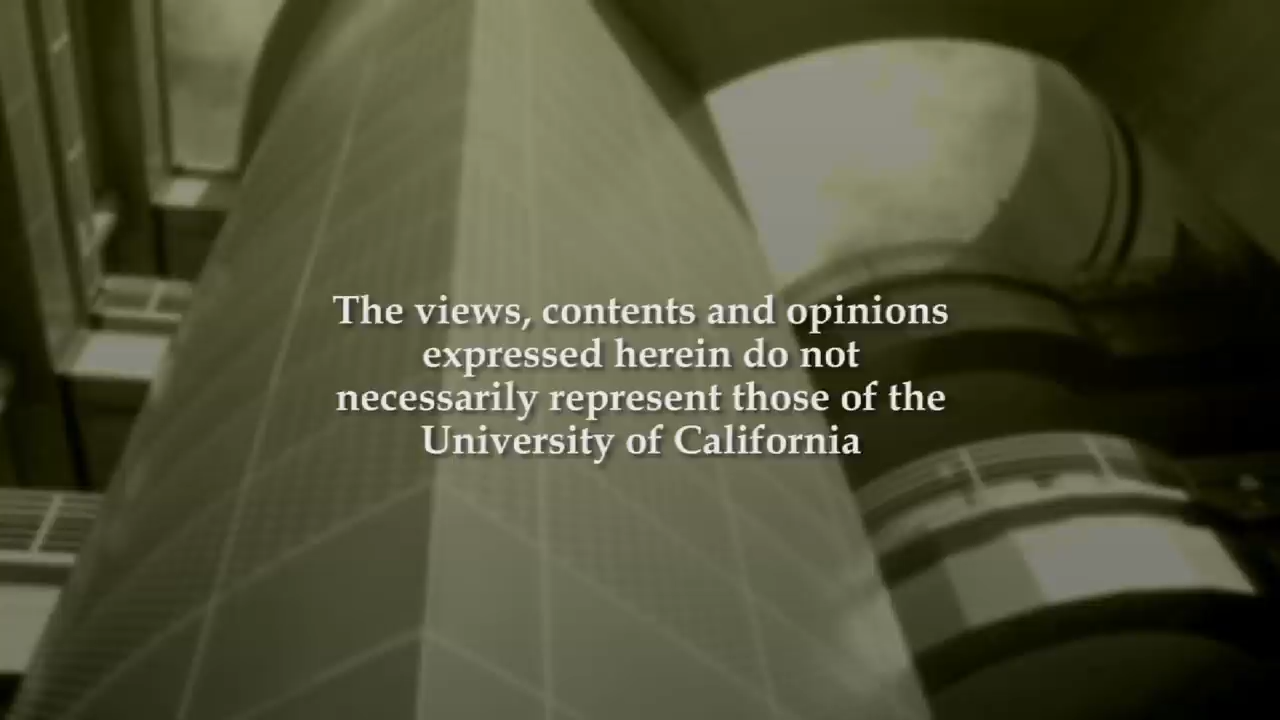 The views, contents and opinions
expressed herein do not
necessarily represent those of the
University of California